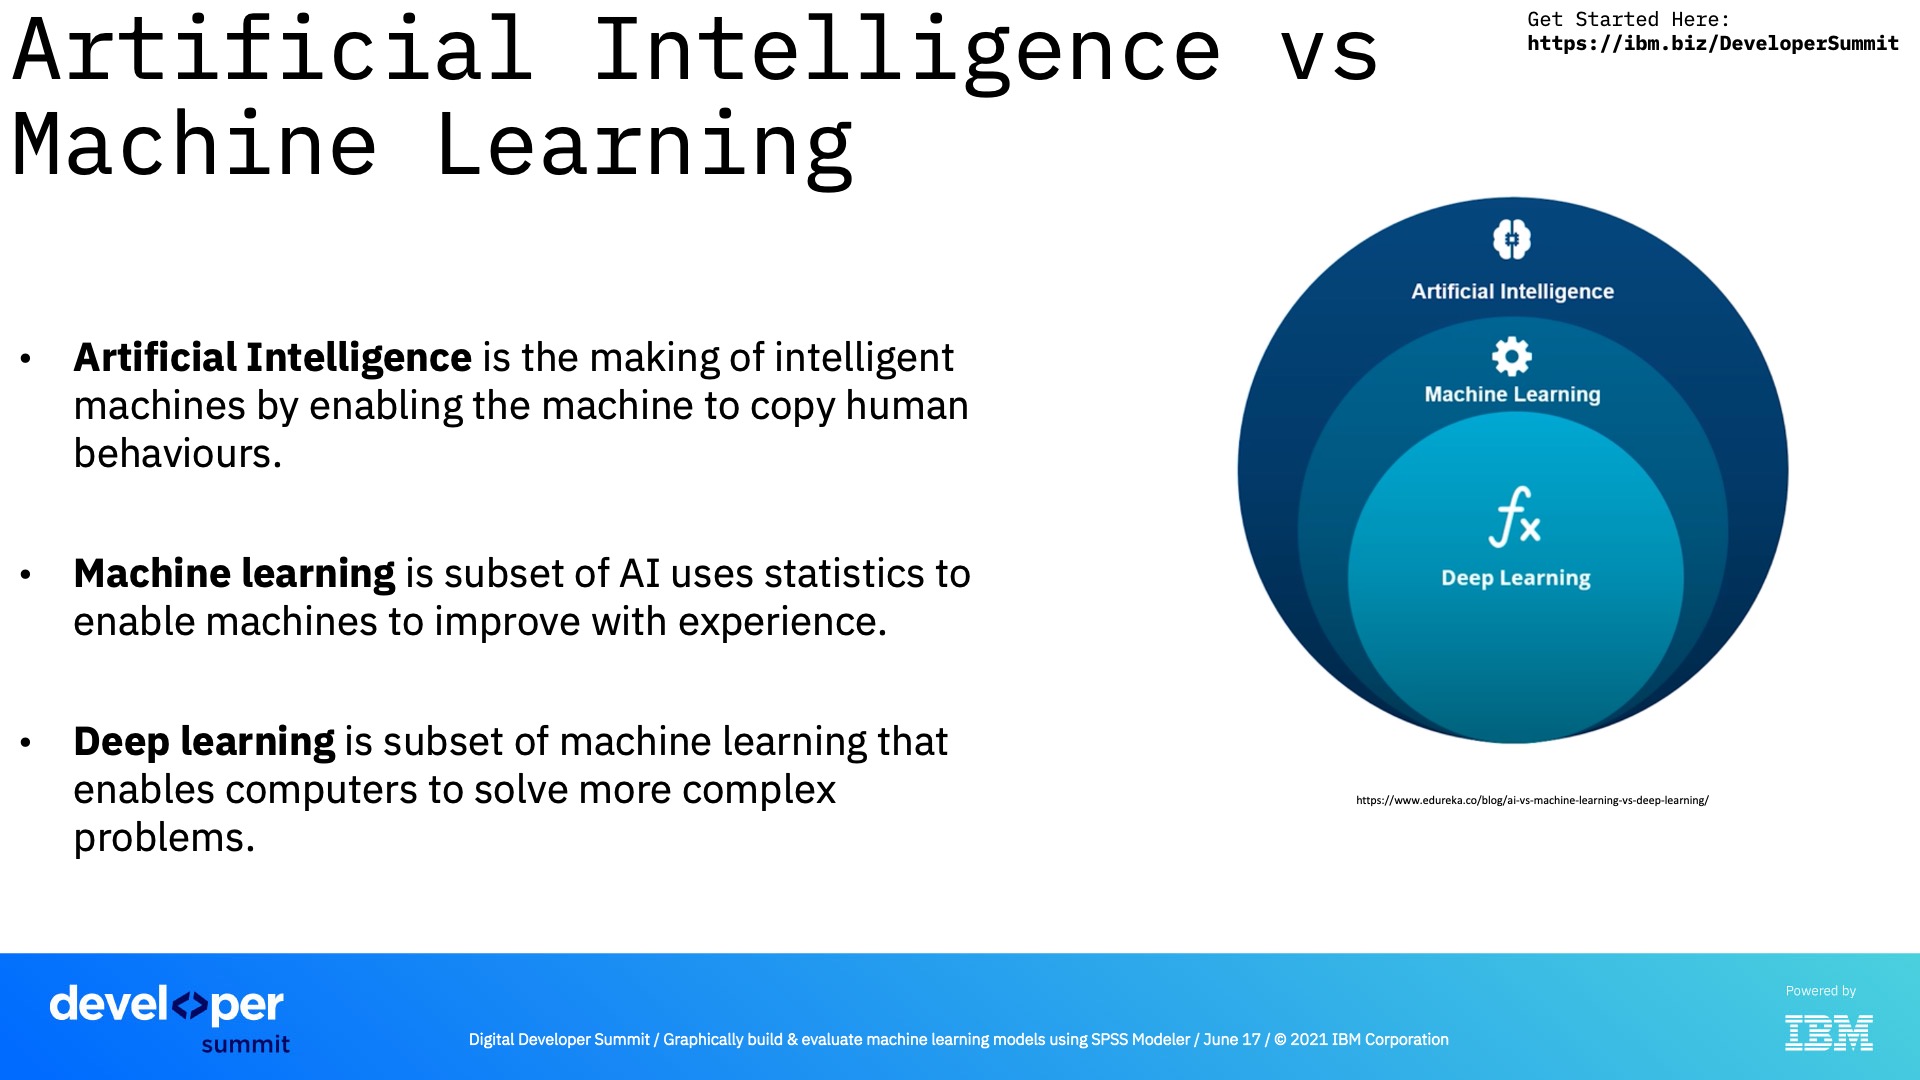 Artificial Intelligence vs
Machine Learning
Get Started Here:
https://ibm.biz/DeveloperSummit
• Artificial Intelligence is the making of intelligent
machines by enabling the machine to copy human
behaviours.
• Machine learning is subset of AI uses statistics to
enable machines to improve with experience.
• Deep learning is subset of machine learning that
enables computers to solve more complex
problems.
Artificial Intelligence
Machine Learning
fx
Deep Learning
https://www.edureka.co/blog/ai-vs-machine-learning-vs-deep-learning/
devel<>per
summit
Digital Developer Summit / Graphically build & evaluate machine learning models using SPSS Modeler / June 17 / © 2021 IBM Corporation
Powered by
IBM